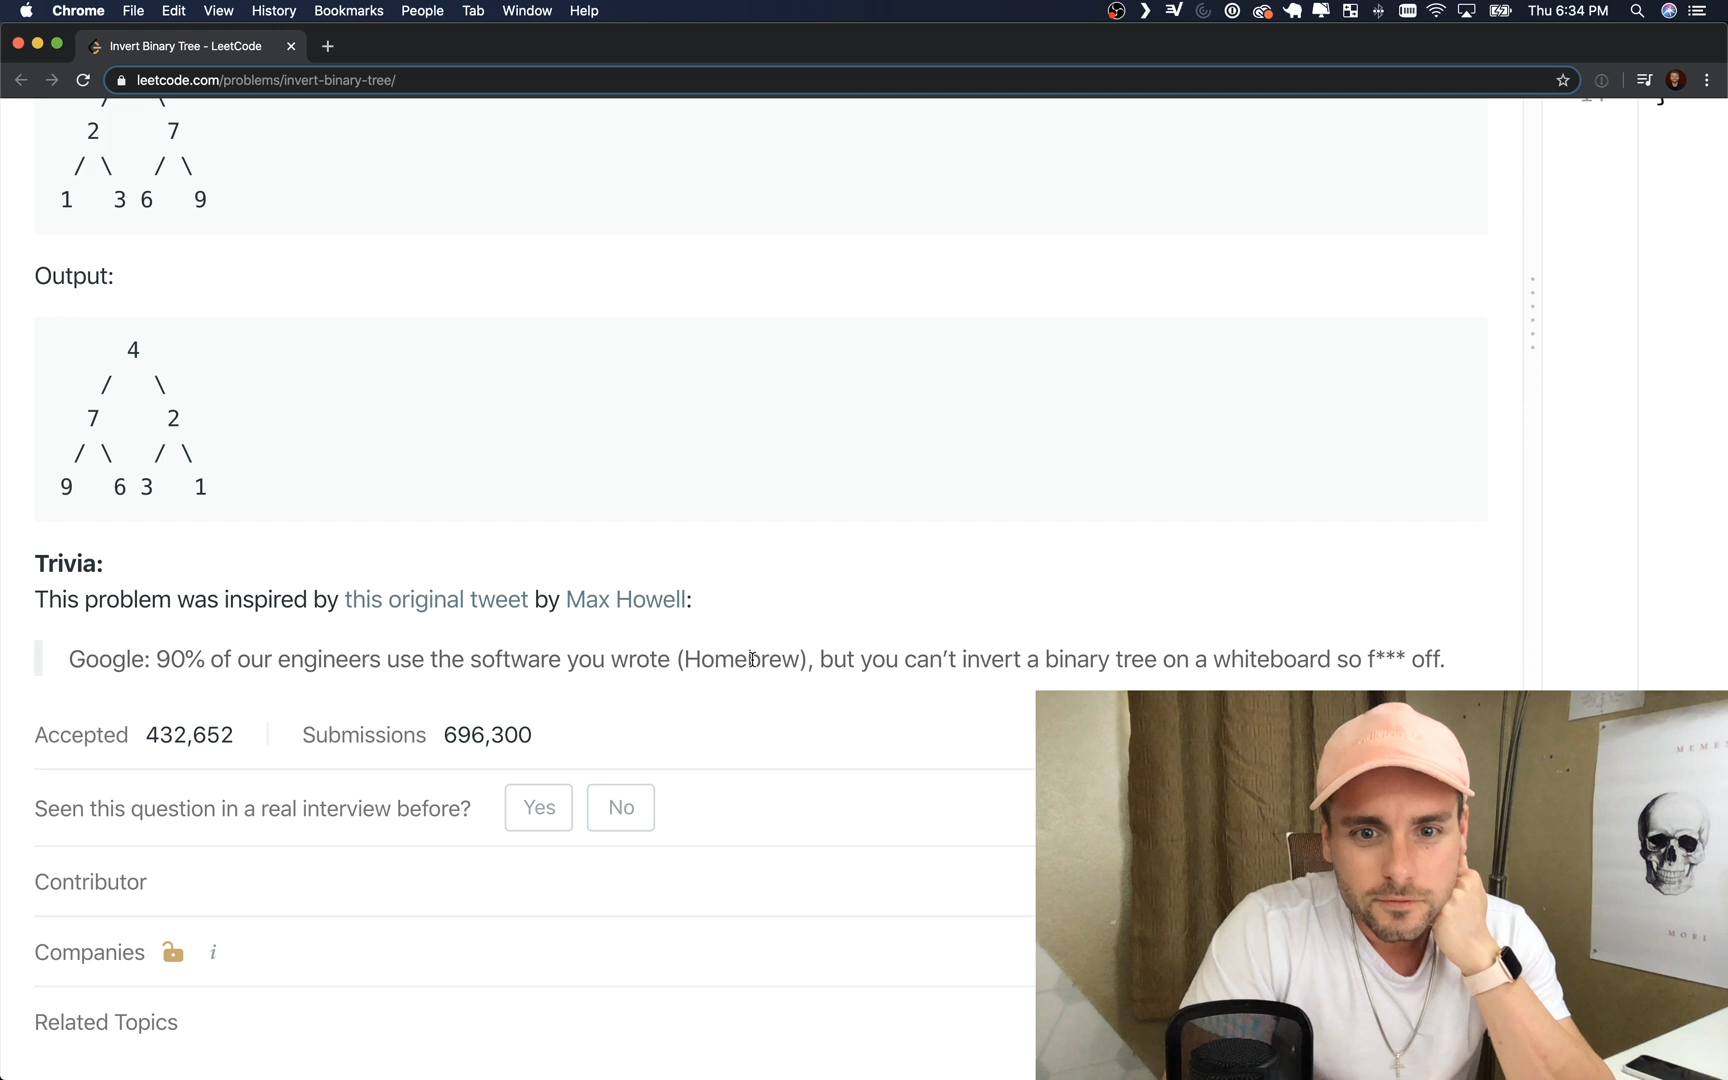 Chrome File Edit View History Bookmarks People Tab Window Help Thu 6:34 PM
Invert Binary Tree - LeetCode
leetcode.com/problems/invert-binary-tree/
/ \
2 7
/ \ / \
1 3 6 9
Output:
4
/ \
7 2
/ \ / \
9 6 3 1
Trivia:
This problem was inspired by this original tweet by Max Howell:
Google: 90% of our engineers use the software you wrote (Homebrew), but you can’t invert a binary tree on a whiteboard so f*** off.
Accepted 432,652 Submissions 696,300
Seen this question in a real interview before? Yes No
Contributor
Companies i
Related Topics
MORI